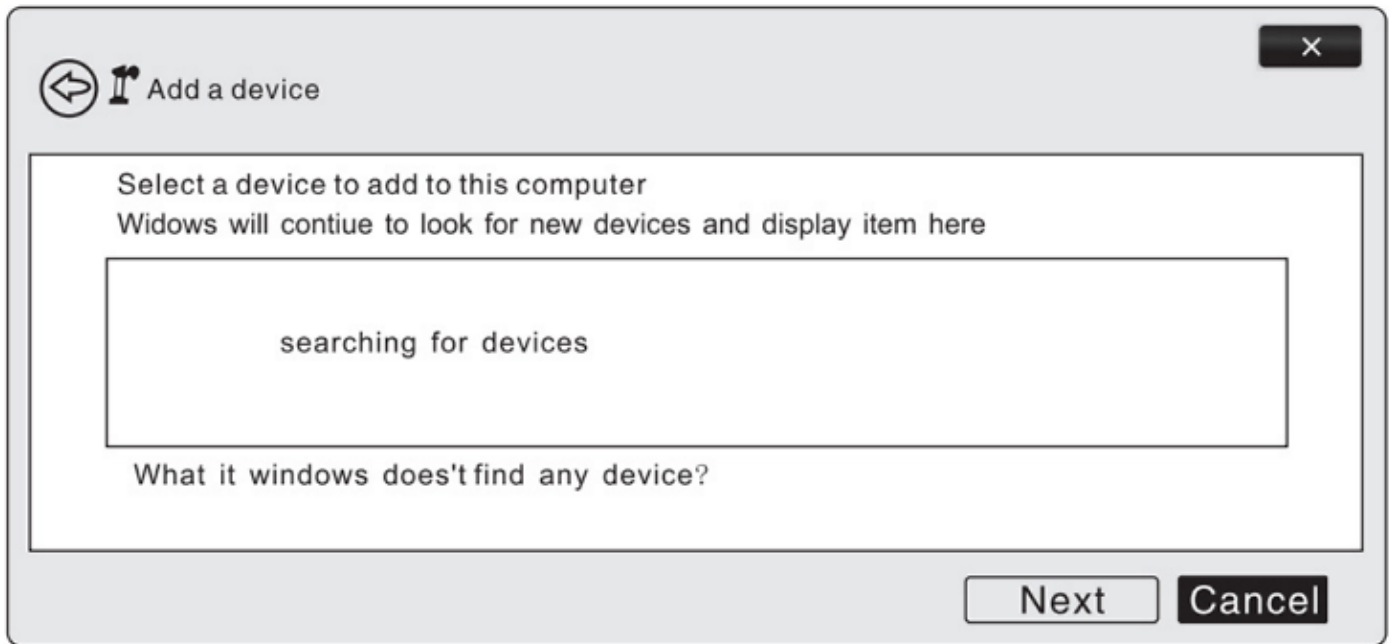 ×
Add a device
Select a device to add to this computer
Widows will contiue to look for new devices and display item here
searching for devices
What it windows does't find any device?
Next
Cancel